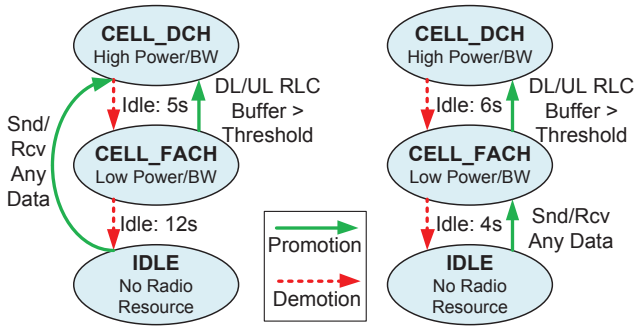 CELL_DCH
High Power/BW
Idle: 5s
DL/UL RLC
Buffer >
Threshold
Snd/
Rcv
Any
Data
CELL_FACH
Low Power/BW
Idle: 12s
IDLE
No Radio
Resource
Promotion
Demotion
CELL_DCH
High Power/BW
Idle: 6s
DL/UL RLC
Buffer >
Threshold
CELL_FACH
Low Power/BW
Idle: 4s
Snd/Rcv
Any Data
IDLE
No Radio
Resource